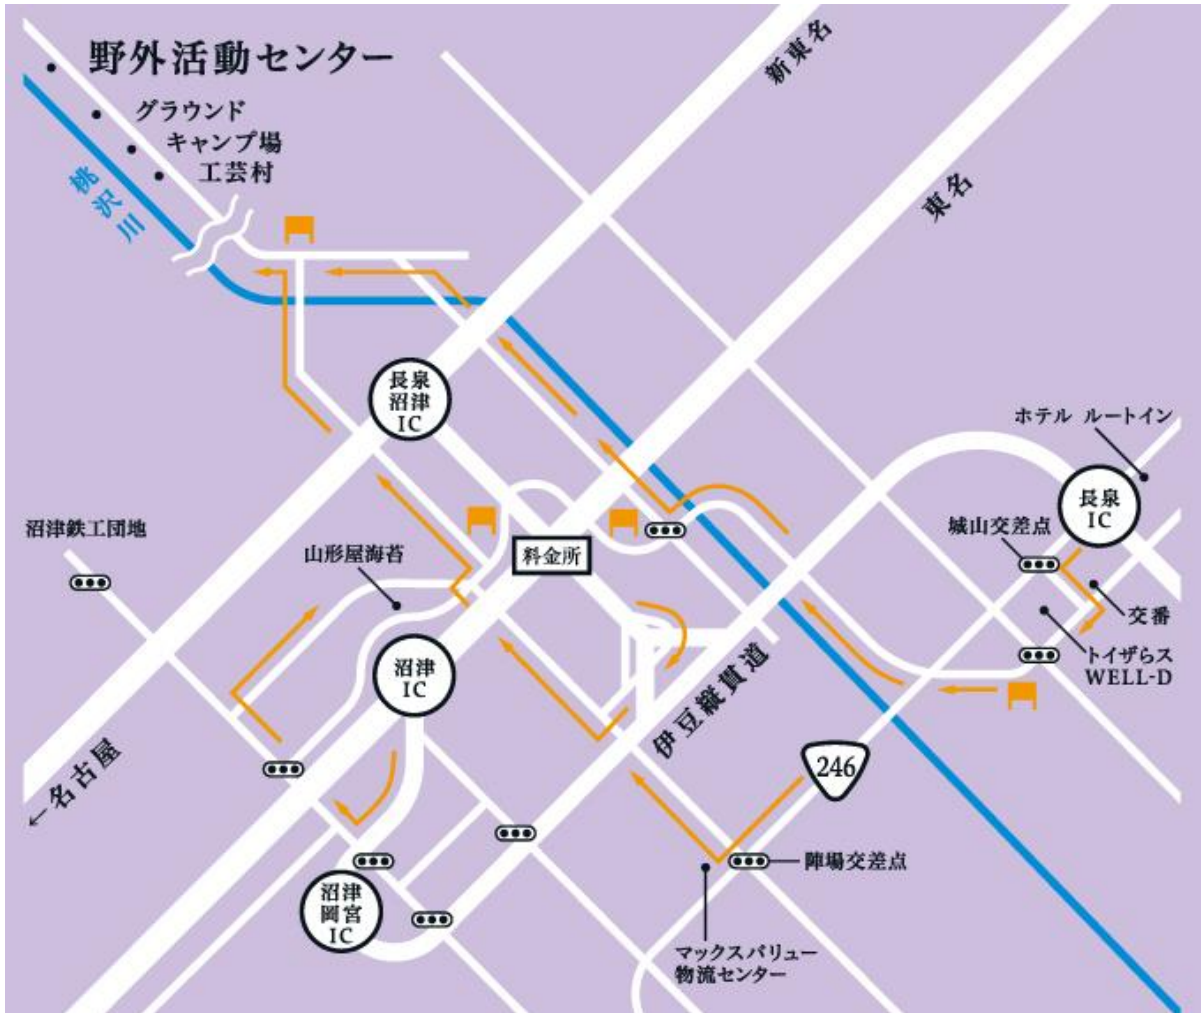 野外活動センター
グラウンド
キャンプ場
工芸村
桃沢川
新東名
東名
長泉
沼津
IC
ホテル ルートイン
長泉
IC
城山交差点
交番
トイザらス
WELL-D
沼津鉄工団地
山形屋海苔
料金所
沼津
IC
伊豆縦貫道
←名古屋
246
陣場交差点
沼津
岡宮
IC
マックスバリュー
物流センター